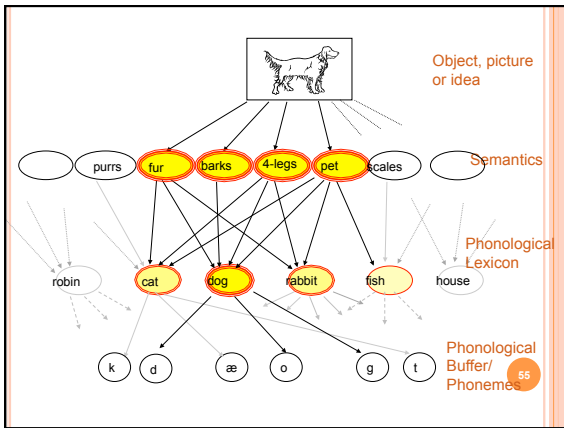 Object, picture
or idea
purrs fur barks 4-legs pet scales
Semantics
Phonological
Lexicon
robin cat dog rabbit fish house
Phonological
Buffer/
Phonemes
k d æ o g t
55